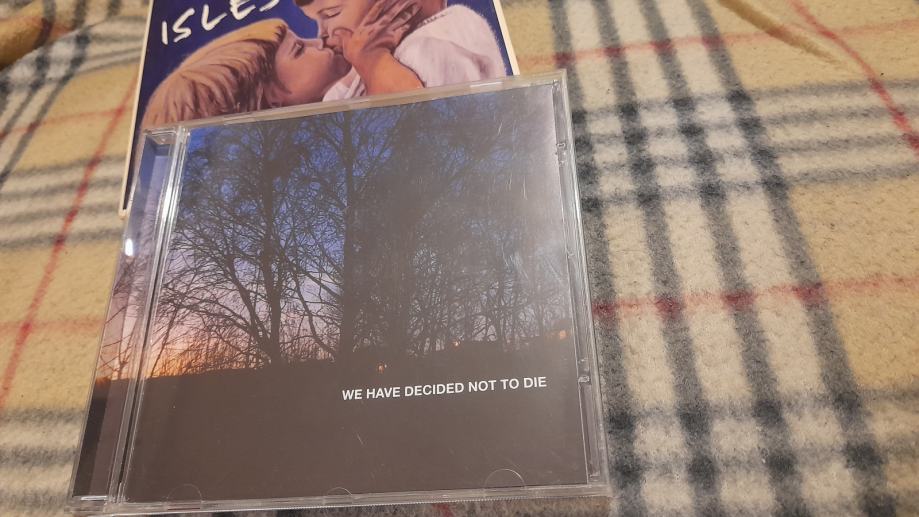 ISLES
WE HAVE DECIDED NOT TO DIE